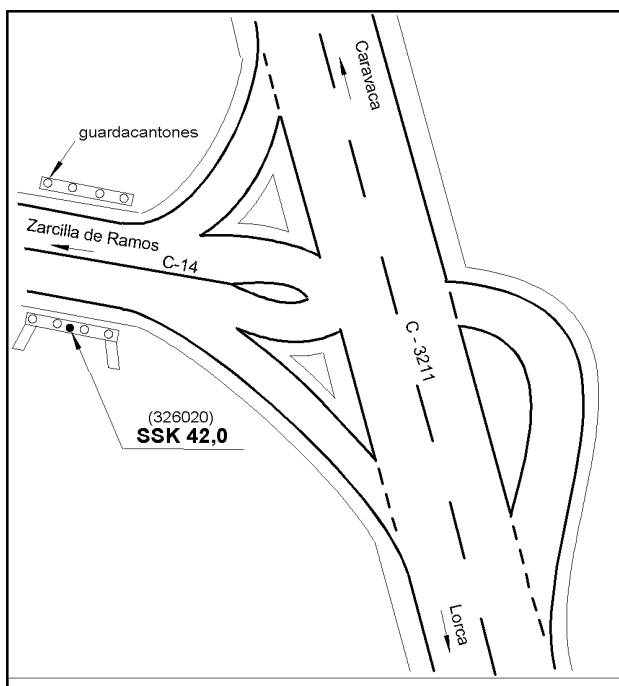 Caravaca
guardacantones
Zarcilla de Ramos
C-14
C - 3211
(326020)
SSK 42,0
Lorca